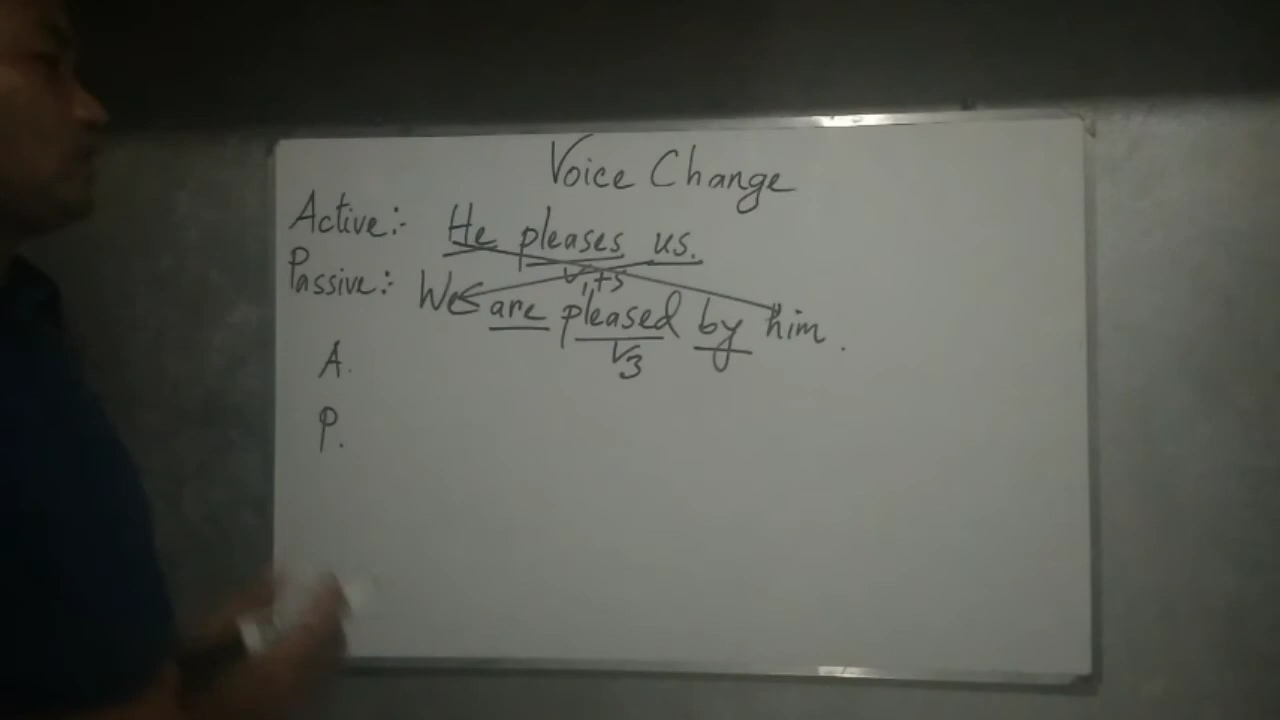 Voice Change
Active:- He pleases us.
V1+s
Passive:- We are pleased by him.
V3
A.
P.